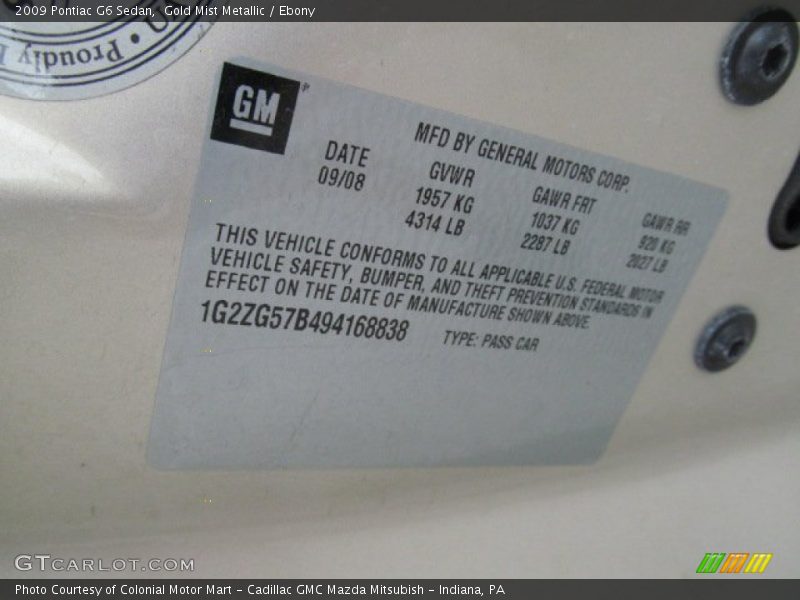 2009 Pontiac G6 Sedan,  Gold Mist Metallic / Ebony
Proudly
GM
MFD BY GENERAL MOTORS CORP.
DATE GVWR GAWR FRT GAWR RR
09/08 1957 KG 1037 KG 920 KG
4314 LB 2287 LB 2027 LB
THIS VEHICLE CONFORMS TO ALL APPLICABLE U.S. FEDERAL MOTOR
VEHICLE SAFETY, BUMPER, AND THEFT PREVENTION STANDARDS IN
EFFECT ON THE DATE OF MANUFACTURE SHOWN ABOVE.
1G2ZG57B494168838 TYPE: PASS CAR
GTCARLOT.COM
Photo Courtesy of Colonial Motor Mart - Cadillac GMC Mazda Mitsubish - Indiana, PA